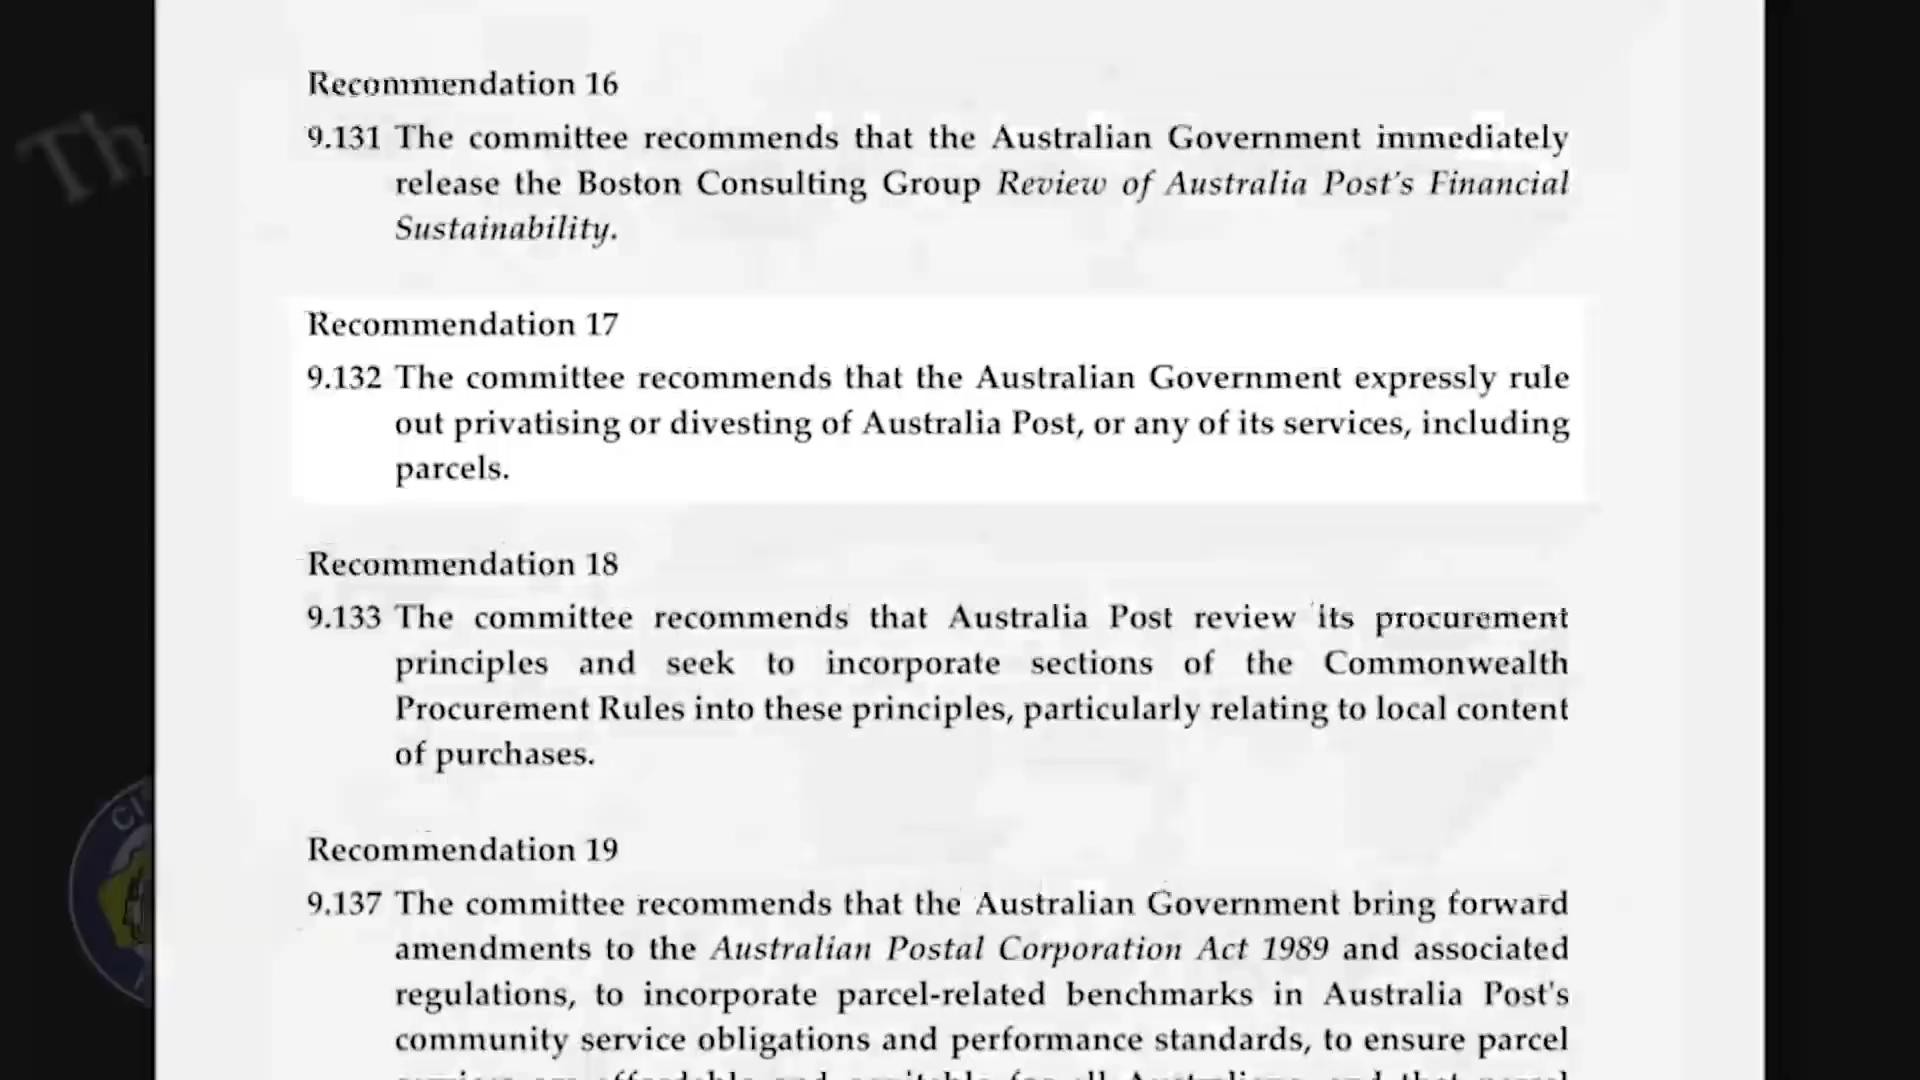 Th
Recommendation 16
9.131 The committee recommends that the Australian Government immediately
release the Boston Consulting Group Review of Australia Post's Financial
Sustainability.
Recommendation 17
9.132 The committee recommends that the Australian Government expressly rule
out privatising or divesting of Australia Post, or any of its services, including
parcels.
Recommendation 18
9.133 The committee recommends that Australia Post review its procurement
principles and seek to incorporate sections of the Commonwealth
Procurement Rules into these principles, particularly relating to local content
of purchases.
Recommendation 19
9.137 The committee recommends that the Australian Government bring forward
amendments to the Australian Postal Corporation Act 1989 and associated
regulations, to incorporate parcel-related benchmarks in Australia Post's
community service obligations and performance standards, to ensure parcel